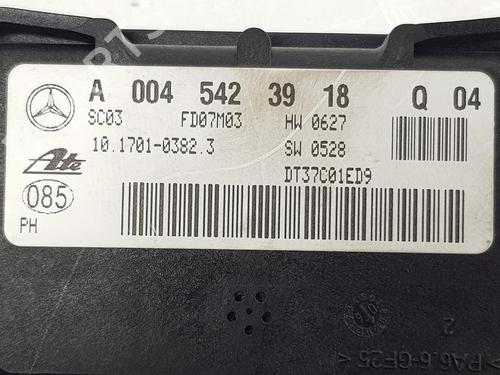 A 004 542 39 18 Q 04
SC03 FD07M03 HW 0627
10.1701-0382.3 SW 0528
Ate DT37C01ED9
085
PH
2
>PA6.6-GF25<